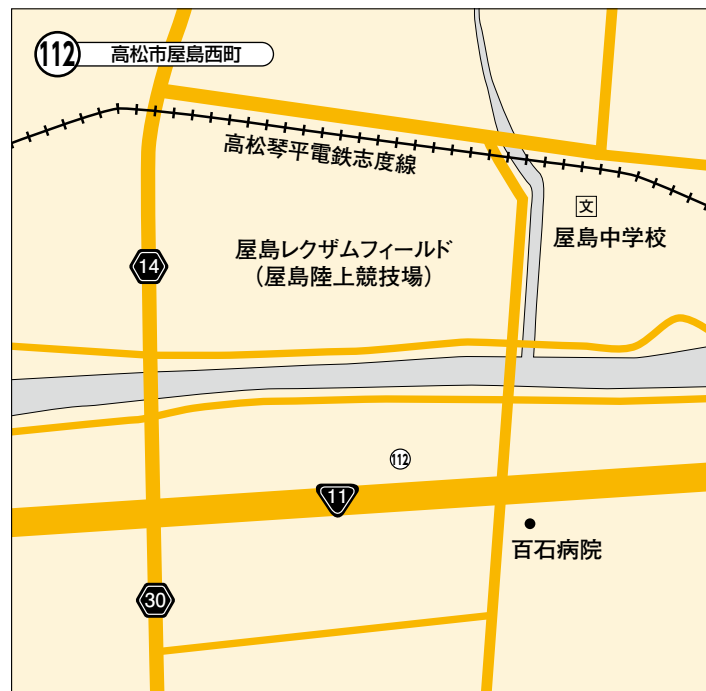 112 高松市屋島西町
高松琴平電鉄志度線
文
屋島中学校
屋島レクザムフィールド
（屋島陸上競技場）
14
112
11
百石病院
30